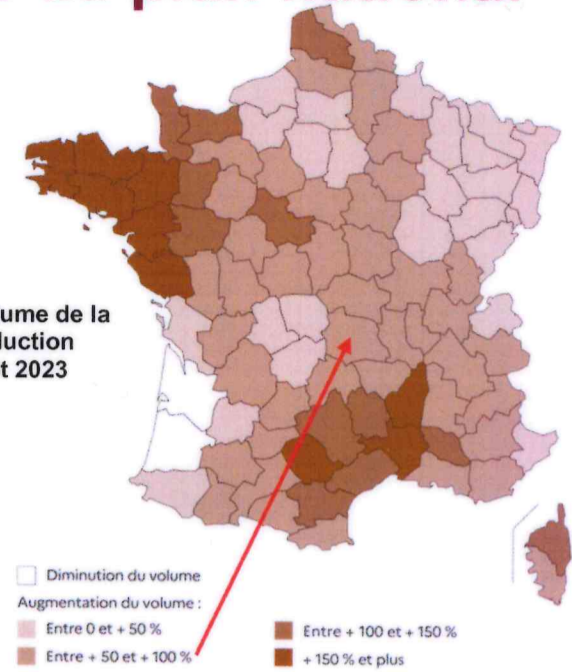 ume de la
duction
t 2023
Diminution du volume
Augmentation du volume :
Entre 0 et + 50 %
Entre + 50 et + 100 %
Entre + 100 et + 150 %
+ 150 % et plus